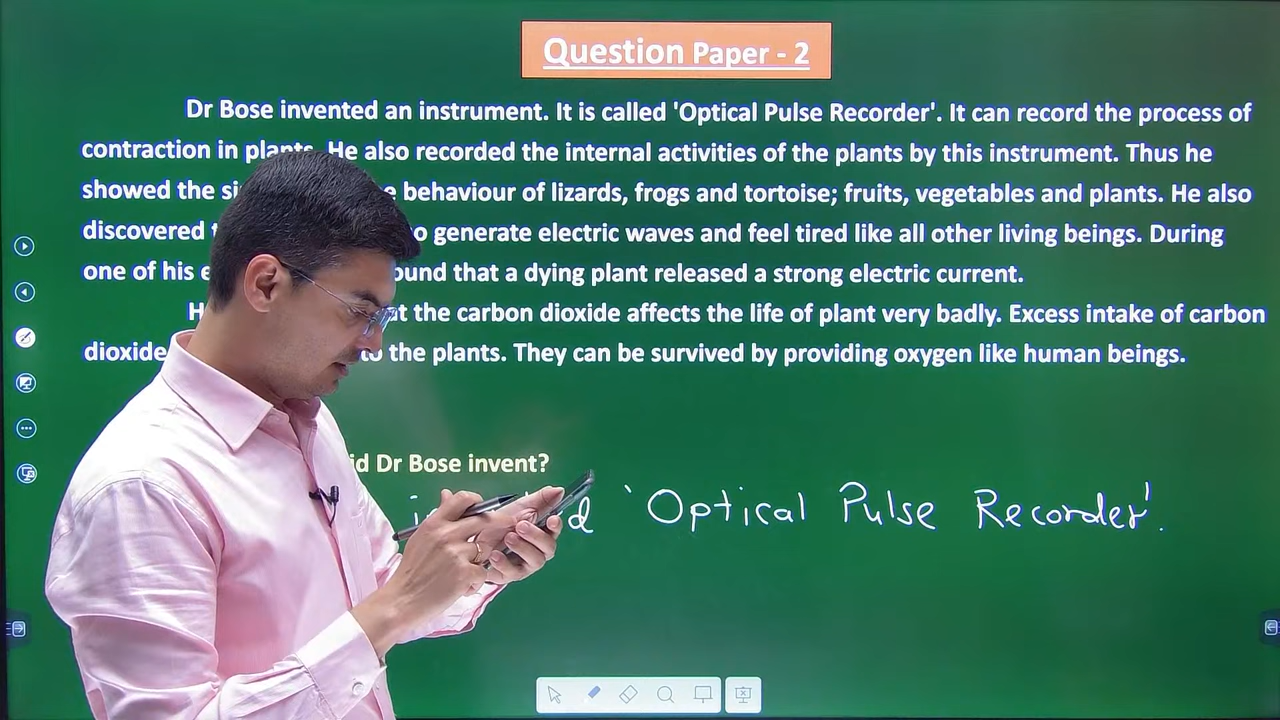 Question Paper - 2
Dr Bose invented an instrument. It is called 'Optical Pulse Recorder'. It can record the process of
contraction in plants. He also recorded the internal activities of the plants by this instrument. Thus he
showed the behaviour of lizards, frogs and tortoise; fruits, vegetables and plants. He also
discovered to generate electric waves and feel tired like all other living beings. During
one of his that a dying plant released a strong electric current.
the carbon dioxide affects the life of plant very badly. Excess intake of carbon
dioxide to the plants. They can be survived by providing oxygen like human beings.
Dr Bose invent?
'Optical Pulse Recorder'.